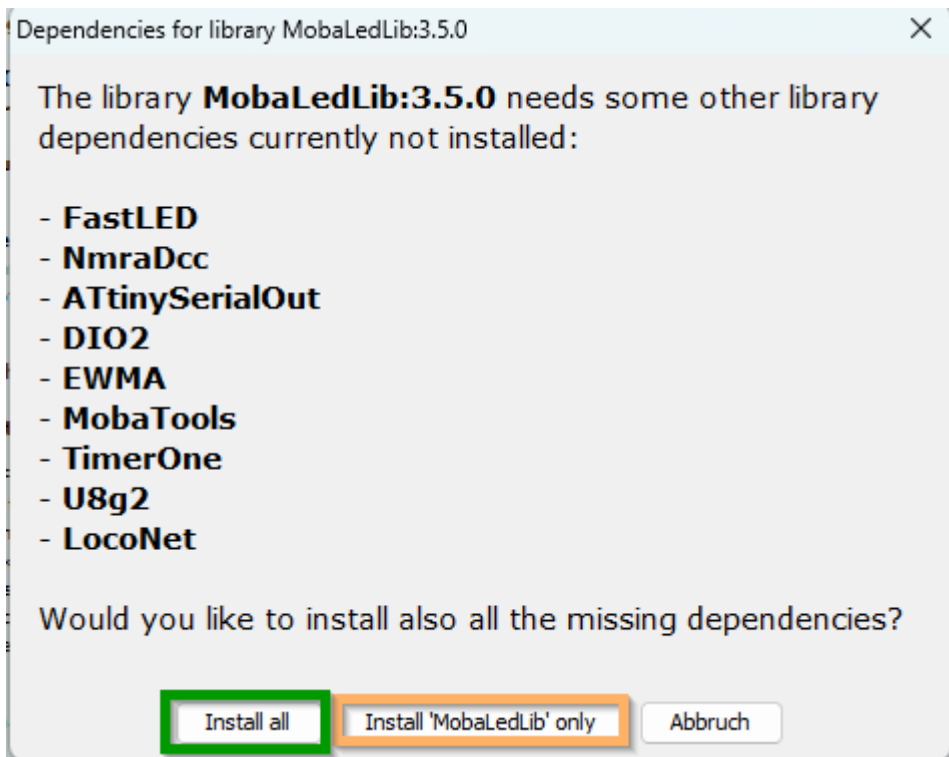 Dependencies for library MobaLedLib:3.5.0
The library MobaLedLib:3.5.0 needs some other library
dependencies currently not installed:
- FastLED
- NmraDcc
- ATtinySerialOut
- DIO2
- EWMA
- MobaTools
- TimerOne
- U8g2
- LocoNet
Would you like to install also all the missing dependencies?
Install all Install 'MobaLedLib' only Abbruch